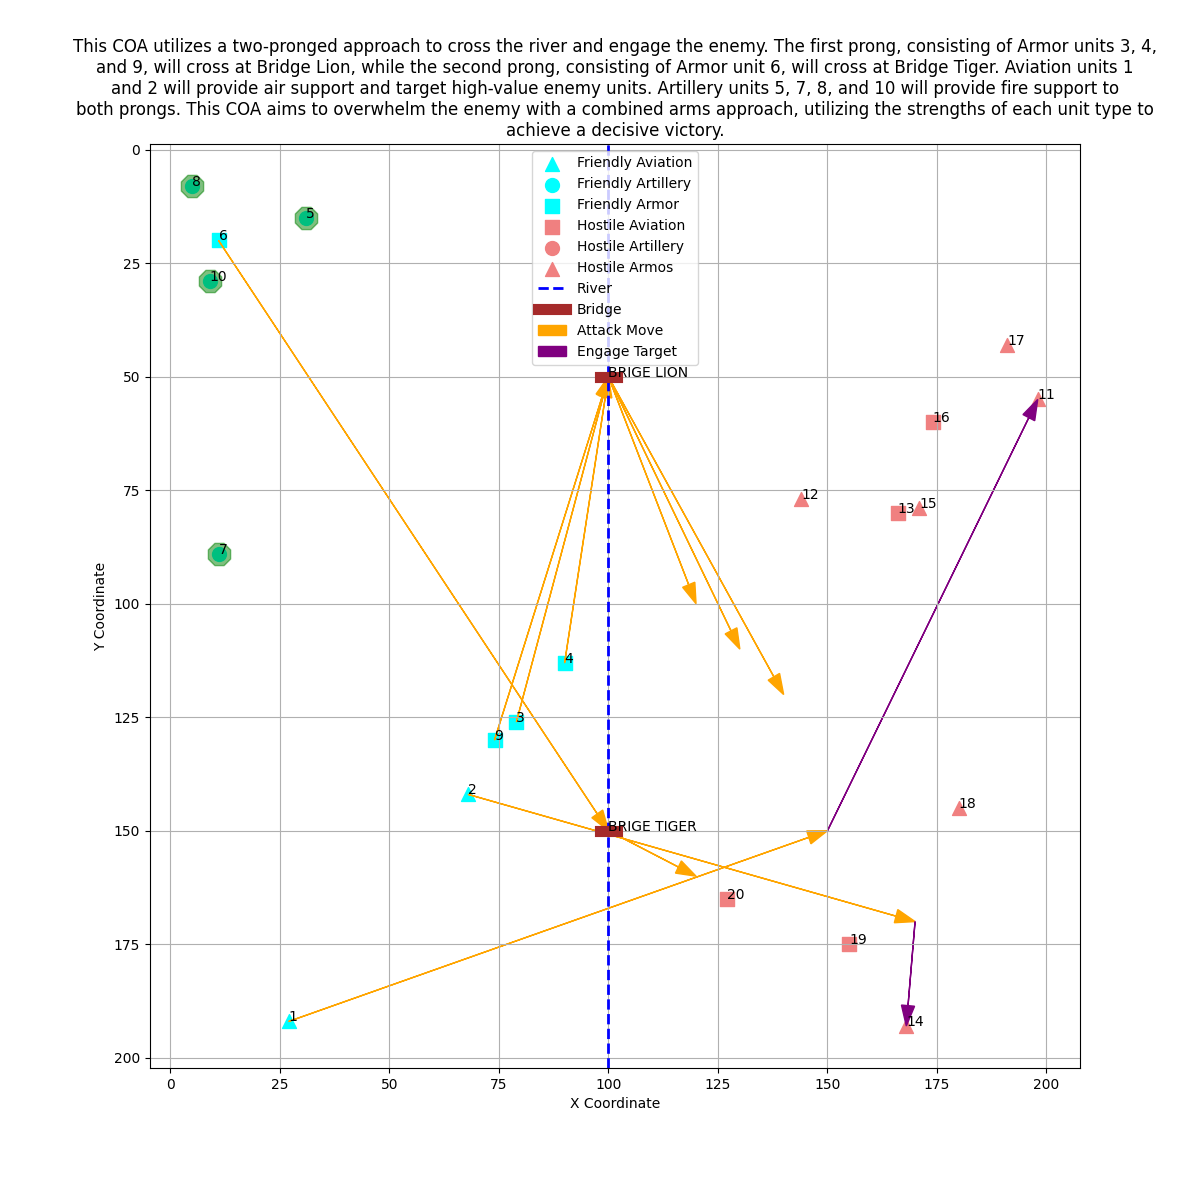 This COA utilizes a two-pronged approach to cross the river and engage the enemy. The first prong, consisting of Armor units 3, 4,
and 9, will cross at Bridge Lion, while the second prong, consisting of Armor unit 6, will cross at Bridge Tiger. Aviation units 1
and 2 will provide air support and target high-value enemy units. Artillery units 5, 7, 8, and 10 will provide fire support to
both prongs. This COA aims to overwhelm the enemy with a combined arms approach, utilizing the strengths of each unit type to
achieve a decisive victory.
Friendly Aviation
Friendly Artillery
Friendly Armor
Hostile Aviation
Hostile Artillery
Hostile Armos
River
Bridge
Attack Move
Engage Target
8
5
6
10
17
BRIGE LION
11
16
12
15
13
7
4
3
9
2
18
BRIGE TIGER
20
19
1
14
0
25
50
75
100
125
150
175
200
Y Coordinate
0
25
50
75
100
125
150
175
200
X Coordinate